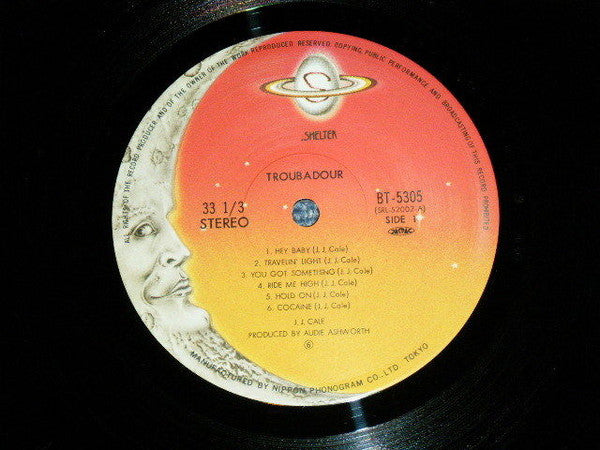 ALL RIGHTS OF THE RECORD PRODUCER AND OF THE OWNER OF THE WORK REPRODUCED RESERVED. COPYING, PUBLIC PERFORMANCE AND BROADCASTING OF THIS RECORD PROHIBITED
S
.SHELTER
TROUBADOUR
33 1/3
STEREO
BT-5305
(SRL-52002-A)
SIDE 1
1. HEY BABY (J. J. Cale)
2. TRAVELIN' LIGHT (J. J. Cale)
3. YOU GOT SOMETHING (J. J. Cale)
4. RIDE ME HIGH (J. J. Cale)
5. HOLD ON (J. J. Cale)
6. COCAINE (J. J. Cale)
J. J. CALE
PRODUCED BY AUDIE ASHWORTH
6
MANUFACTURED BY NIPPON PHONOGRAM CO., LTD. TOKYO